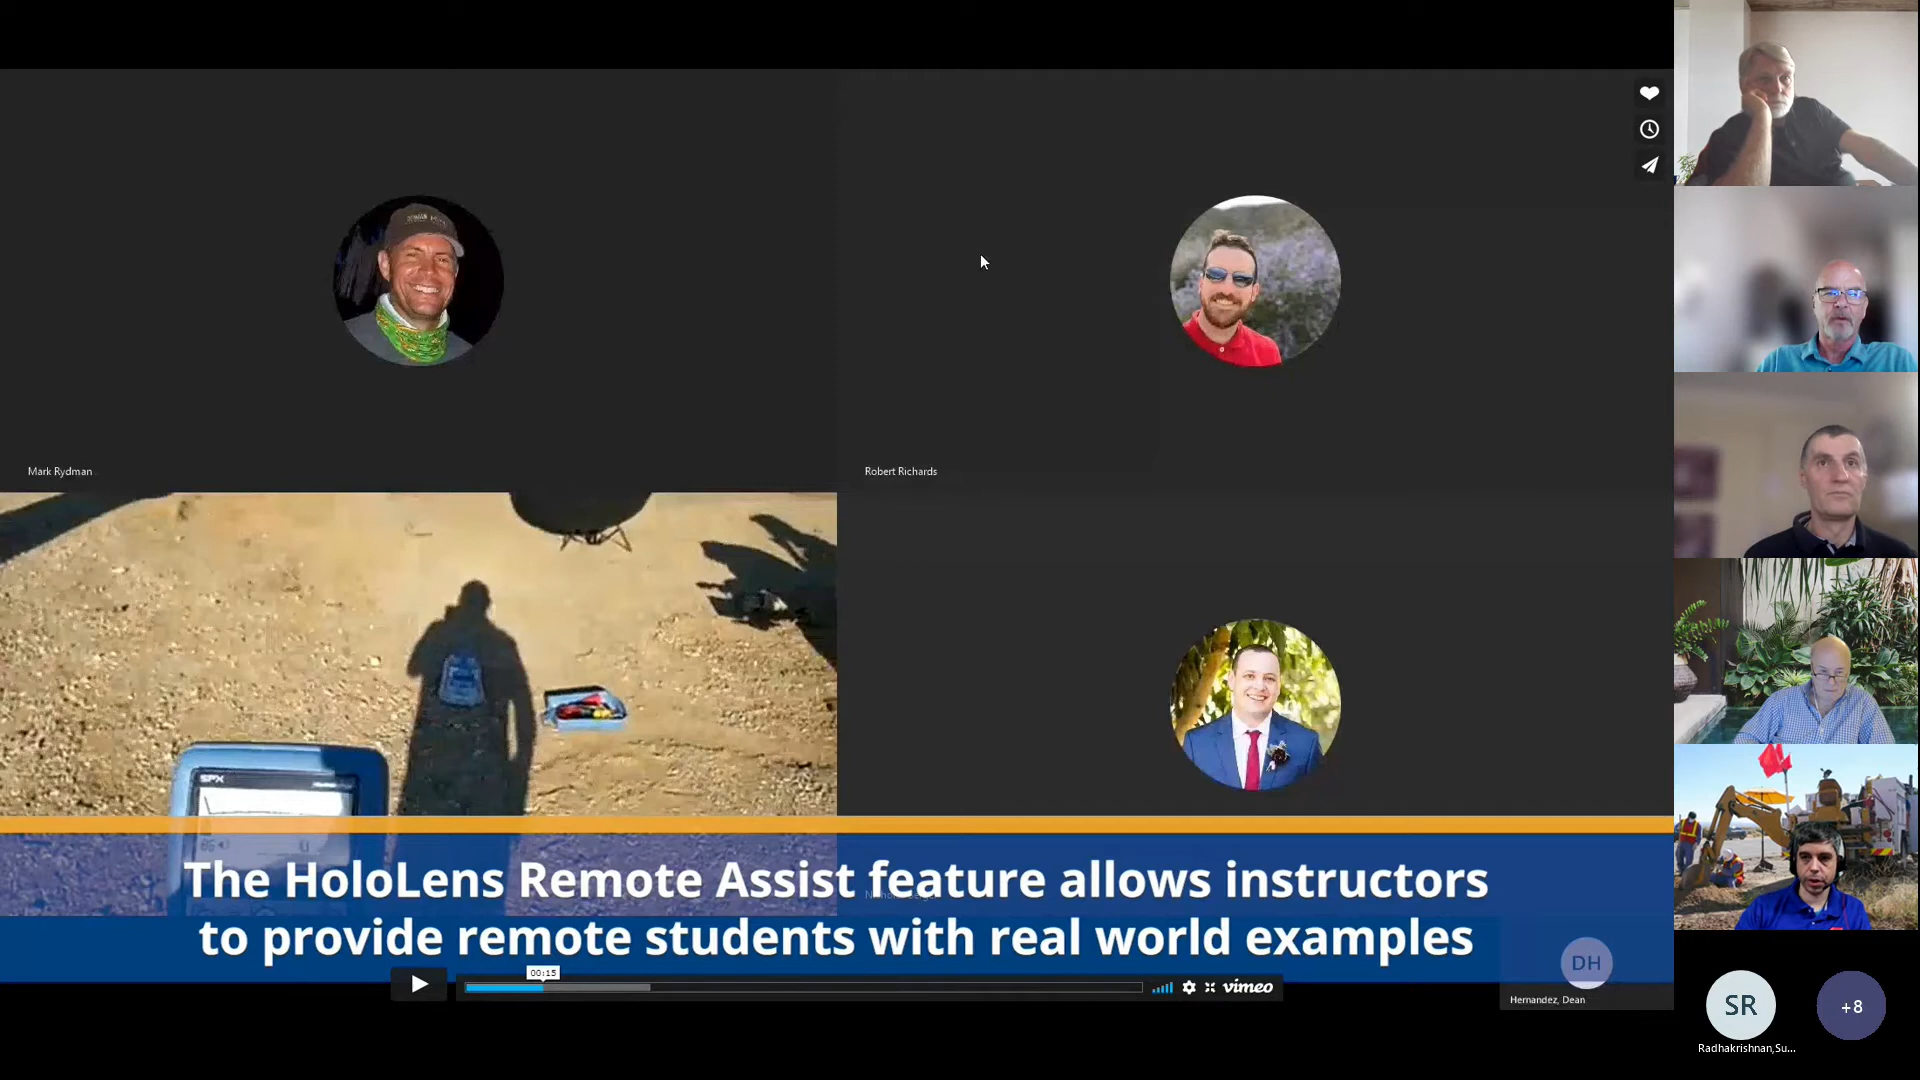 Mark Rydman
Robert Richards
SPX
The HoloLens Remote Assist feature allows instructors
to provide remote students with real world examples
00:15
vimeo
DH
Hernandez, Dean
SR
Radhakrishnan,Su...
+8